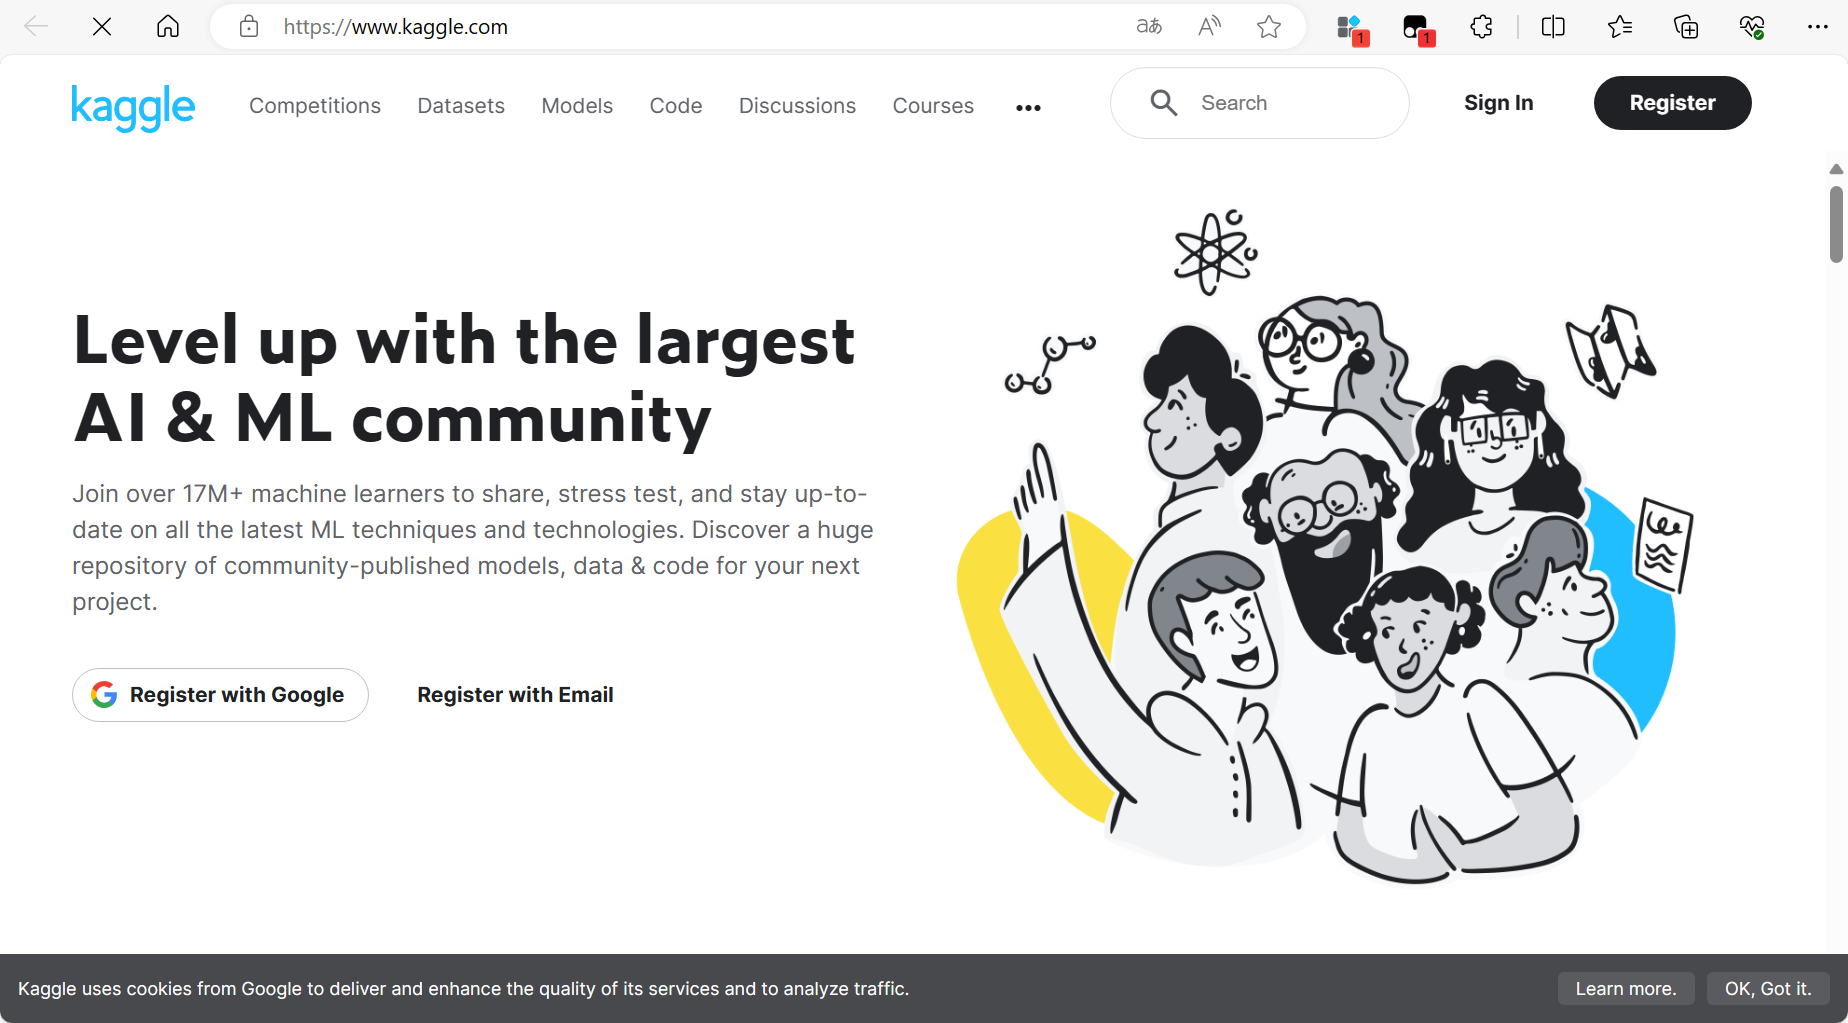 https://www.kaggle.com
aあ
1
1
kaggle
Competitions
Datasets
Models
Code
Discussions
Courses
Search
Sign In
Register
Level up with the largest
AI & ML community
Join over 17M+ machine learners to share, stress test, and stay up-to-
date on all the latest ML techniques and technologies. Discover a huge
repository of community-published models, data & code for your next
project.
Register with Google
Register with Email
Kaggle uses cookies from Google to deliver and enhance the quality of its services and to analyze traffic.
Learn more.
OK, Got it.